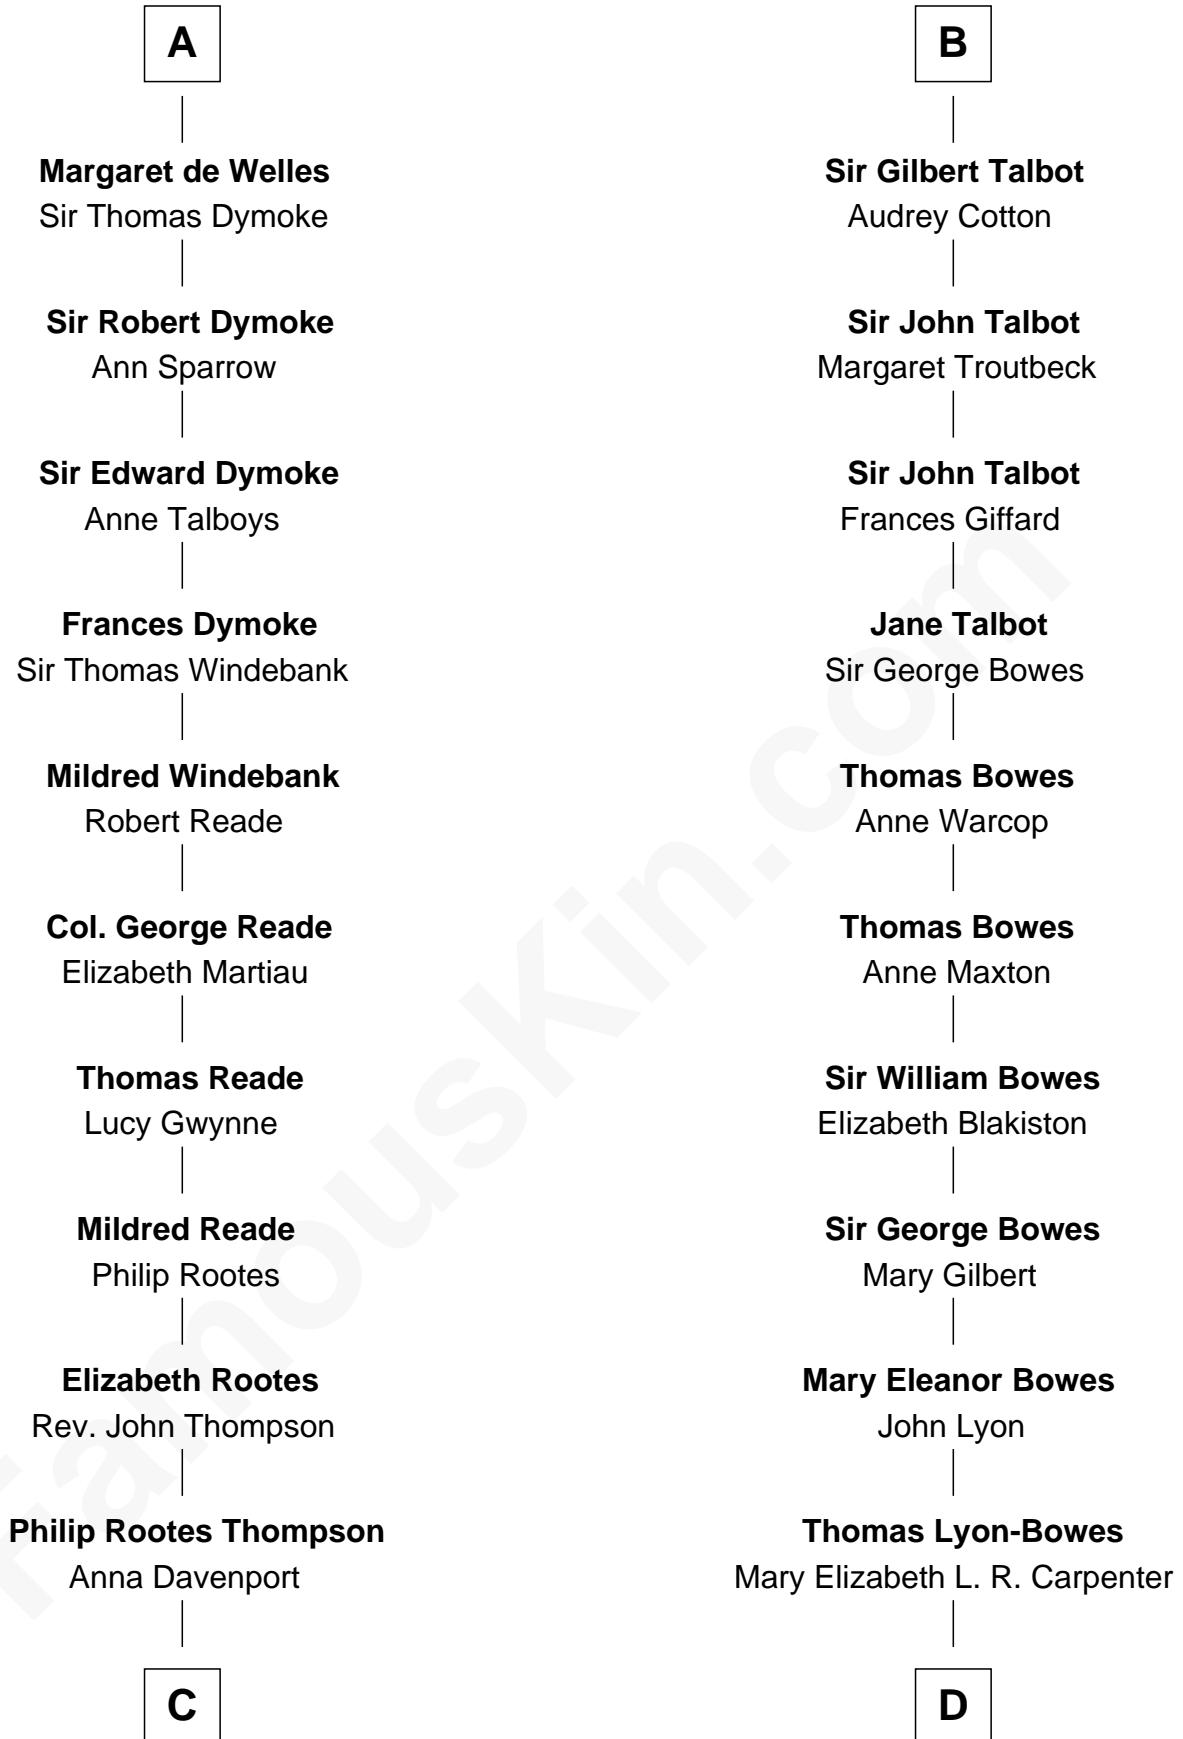 A
Margaret de Welles
Sir Thomas Dymoke
Sir Robert Dymoke
Ann Sparrow
Sir Edward Dymoke
Anne Talboys
Frances Dymoke
Sir Thomas Windebank
Mildred Windebank
Robert Reade
Col. George Reade
Elizabeth Martiau
Thomas Reade
Lucy Gwynne
Mildred Reade
Philip Rootes
Elizabeth Rootes
Rev. John Thompson
Philip Rootes Thompson
Anna Davenport
C
B
Sir Gilbert Talbot
Audrey Cotton
Sir John Talbot
Margaret Troutbeck
Sir John Talbot
Frances Giffard
Jane Talbot
Sir George Bowes
Thomas Bowes
Anne Warcop
Thomas Bowes
Anne Maxton
Sir William Bowes
Elizabeth Blakiston
Sir George Bowes
Mary Gilbert
Mary Eleanor Bowes
John Lyon
Thomas Lyon-Bowes
Mary Elizabeth L. R. Carpenter
D
FamousKin.com